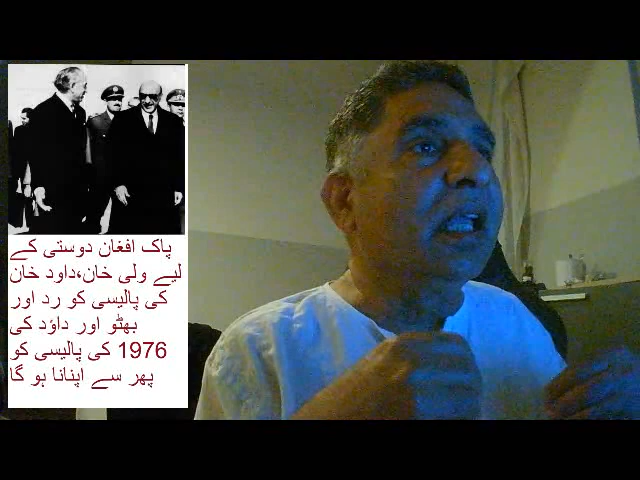 پاک افغان دوستی کے
لیے ولی خان،داود خان
کی پالیسی کو رد اور
بھٹو اور داؤد کی
1976 کی پالیسی کو
پھر سے اپنانا ہو گا